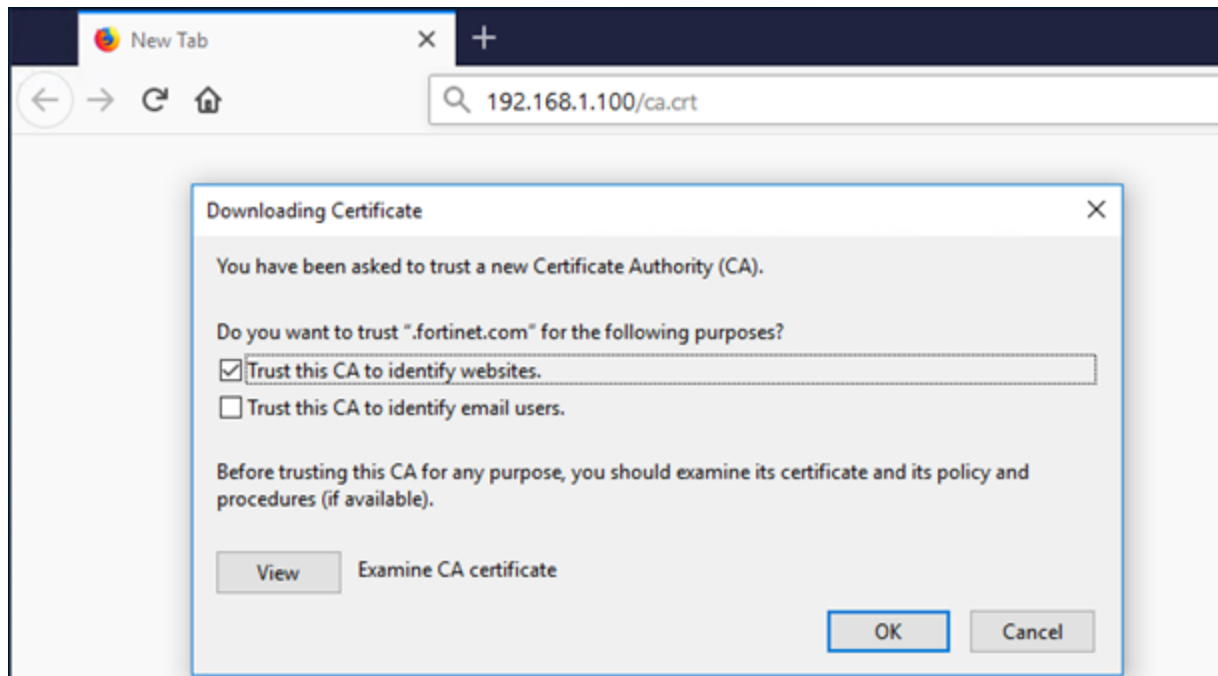 New Tab
192.168.1.100/ca.crt
Downloading Certificate
You have been asked to trust a new Certificate Authority (CA).
Do you want to trust “.fortinet.com” for the following purposes?
Trust this CA to identify websites.
Trust this CA to identify email users.
Before trusting this CA for any purpose, you should examine its certificate and its policy and
procedures (if available).
View Examine CA certificate
OK Cancel